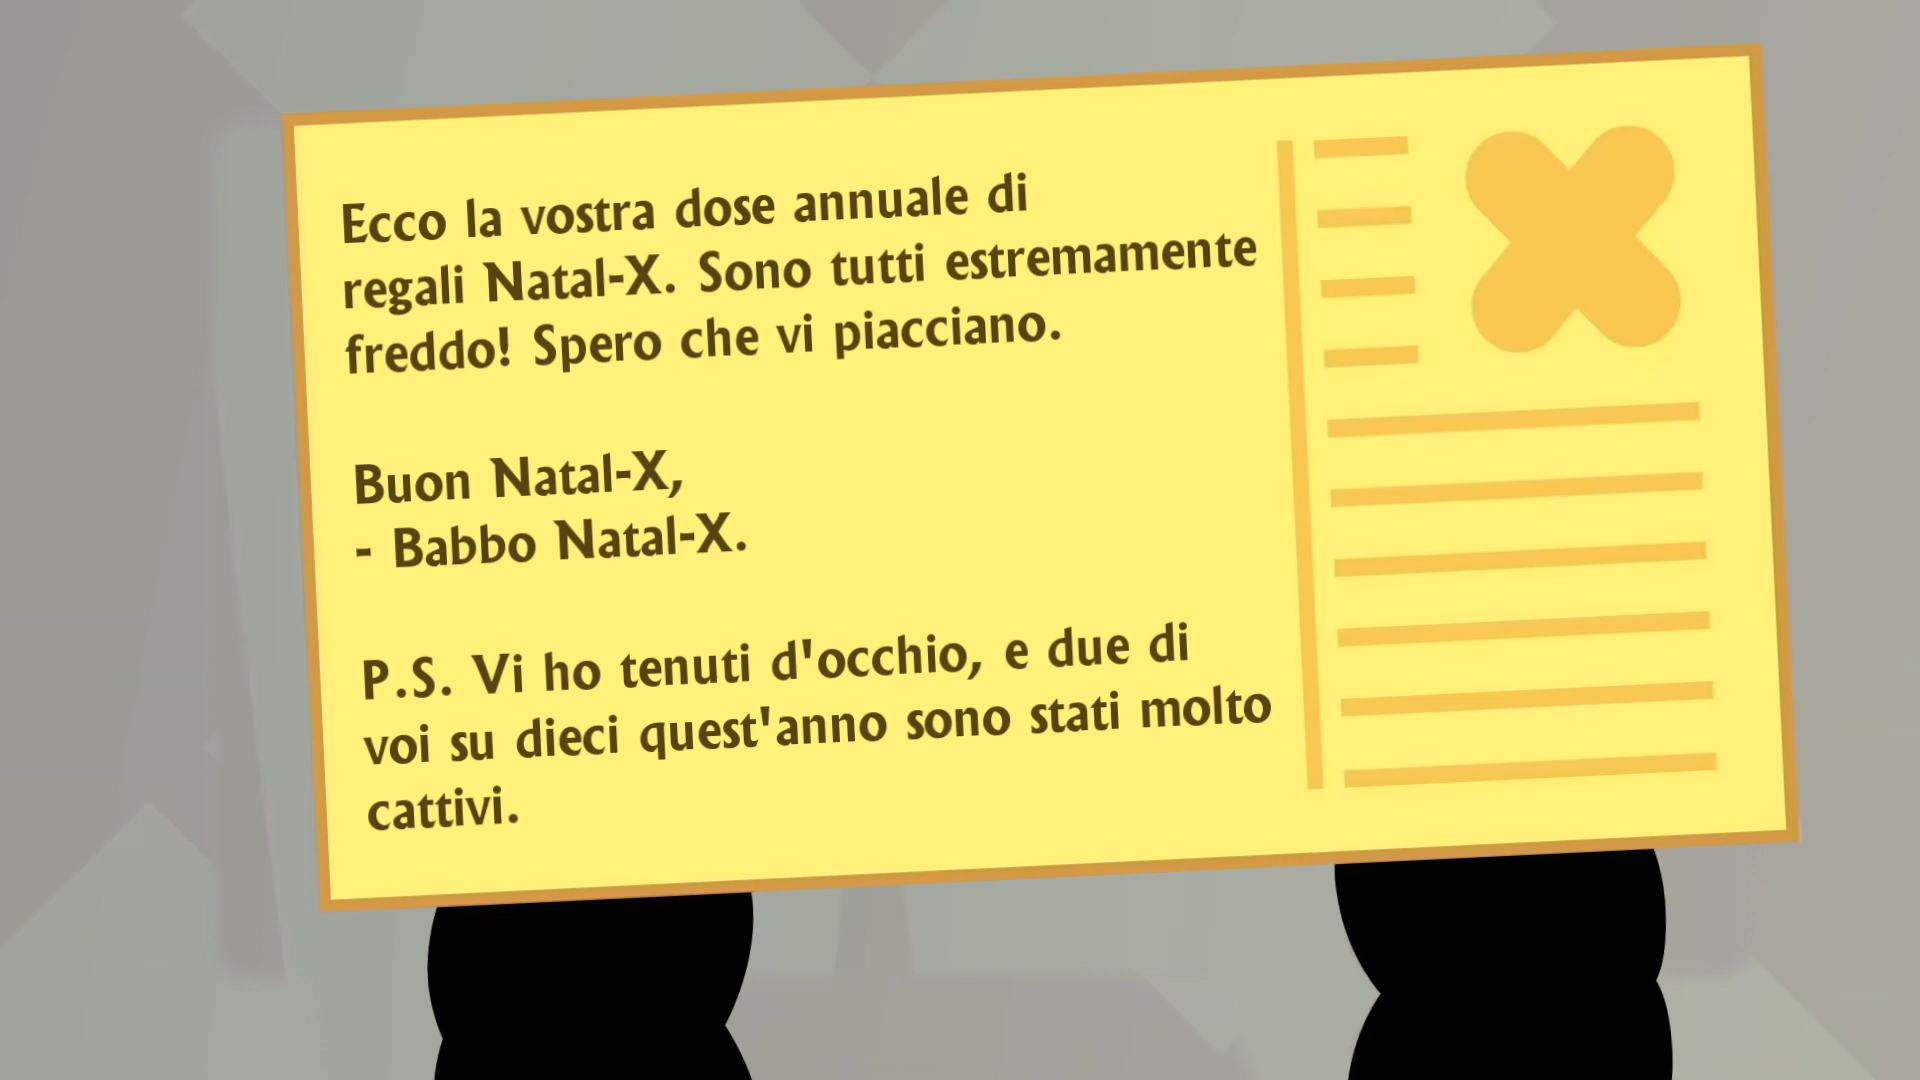 Ecco la vostra dose annuale di
regali Natal-X. Sono tutti estremamente
freddo! Spero che vi piacciano.
Buon Natal-X,
- Babbo Natal-X.
P.S. Vi ho tenuti d'occhio, e due di
voi su dieci quest'anno sono stati molto
cattivi.